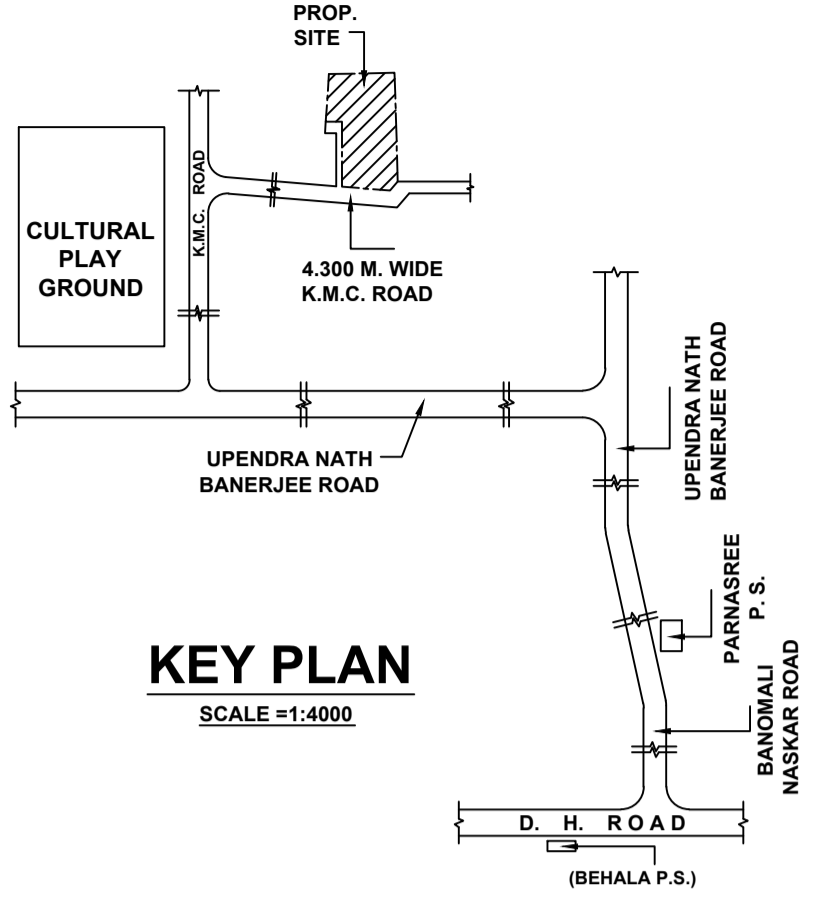 PROP.
SITE
K.M.C. ROAD
CULTURAL
PLAY
GROUND
4.300 M. WIDE
K.M.C. ROAD
UPENDRA NATH
BANERJEE ROAD
UPENDRA NATH
BANERJEE ROAD
PARNASREE
P. S.
KEY PLAN
SCALE =1:4000
BANOMALI
NASKAR ROAD
D. H. ROAD
(BEHALA P.S.)